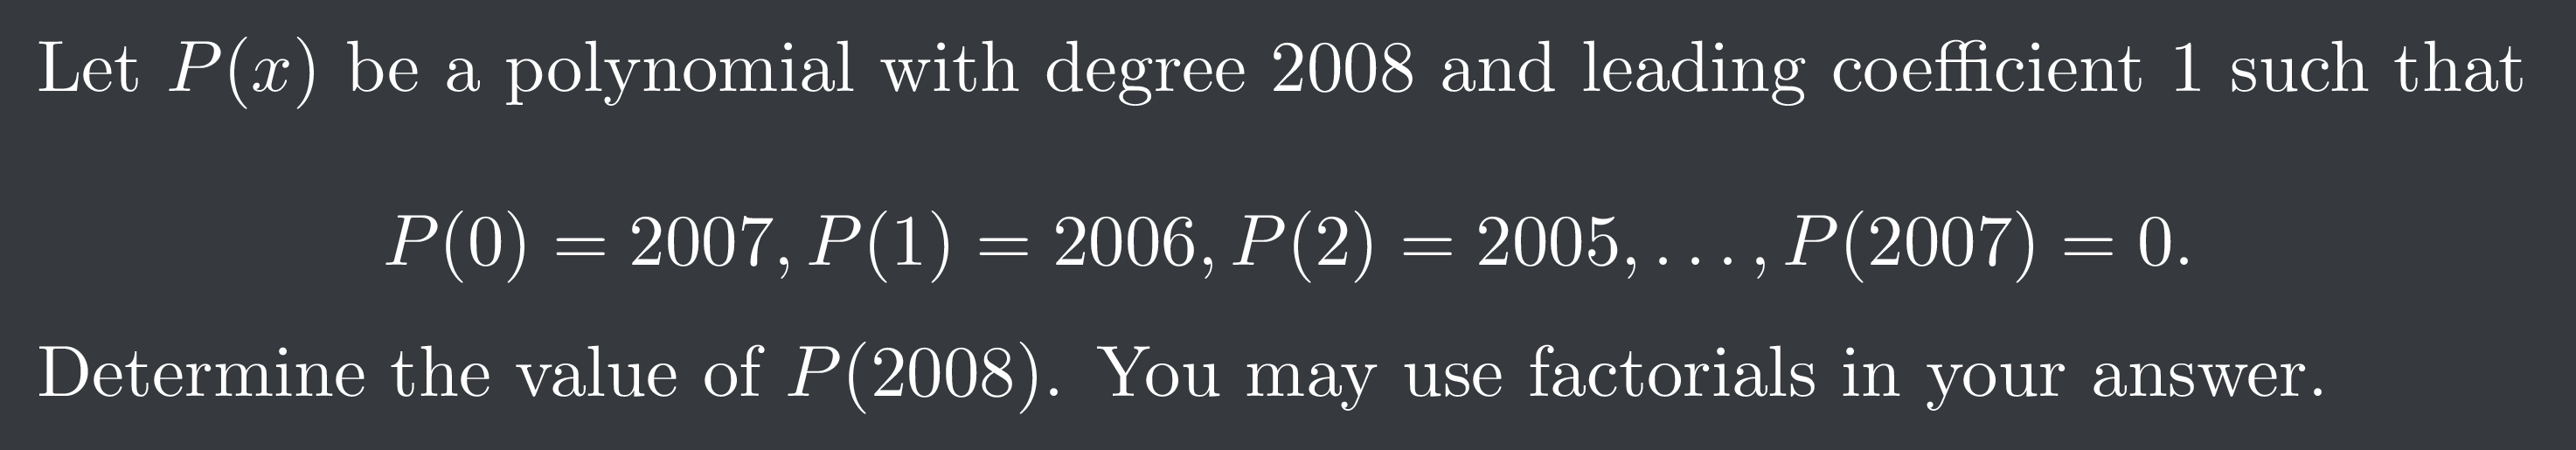 Let P(x) be a polynomial with degree 2008 and leading coefficient 1 such that
P(0) = 2007, P(1) = 2006, P(2) = 2005, . . . , P(2007) = 0.
Determine the value of P(2008). You may use factorials in your answer.